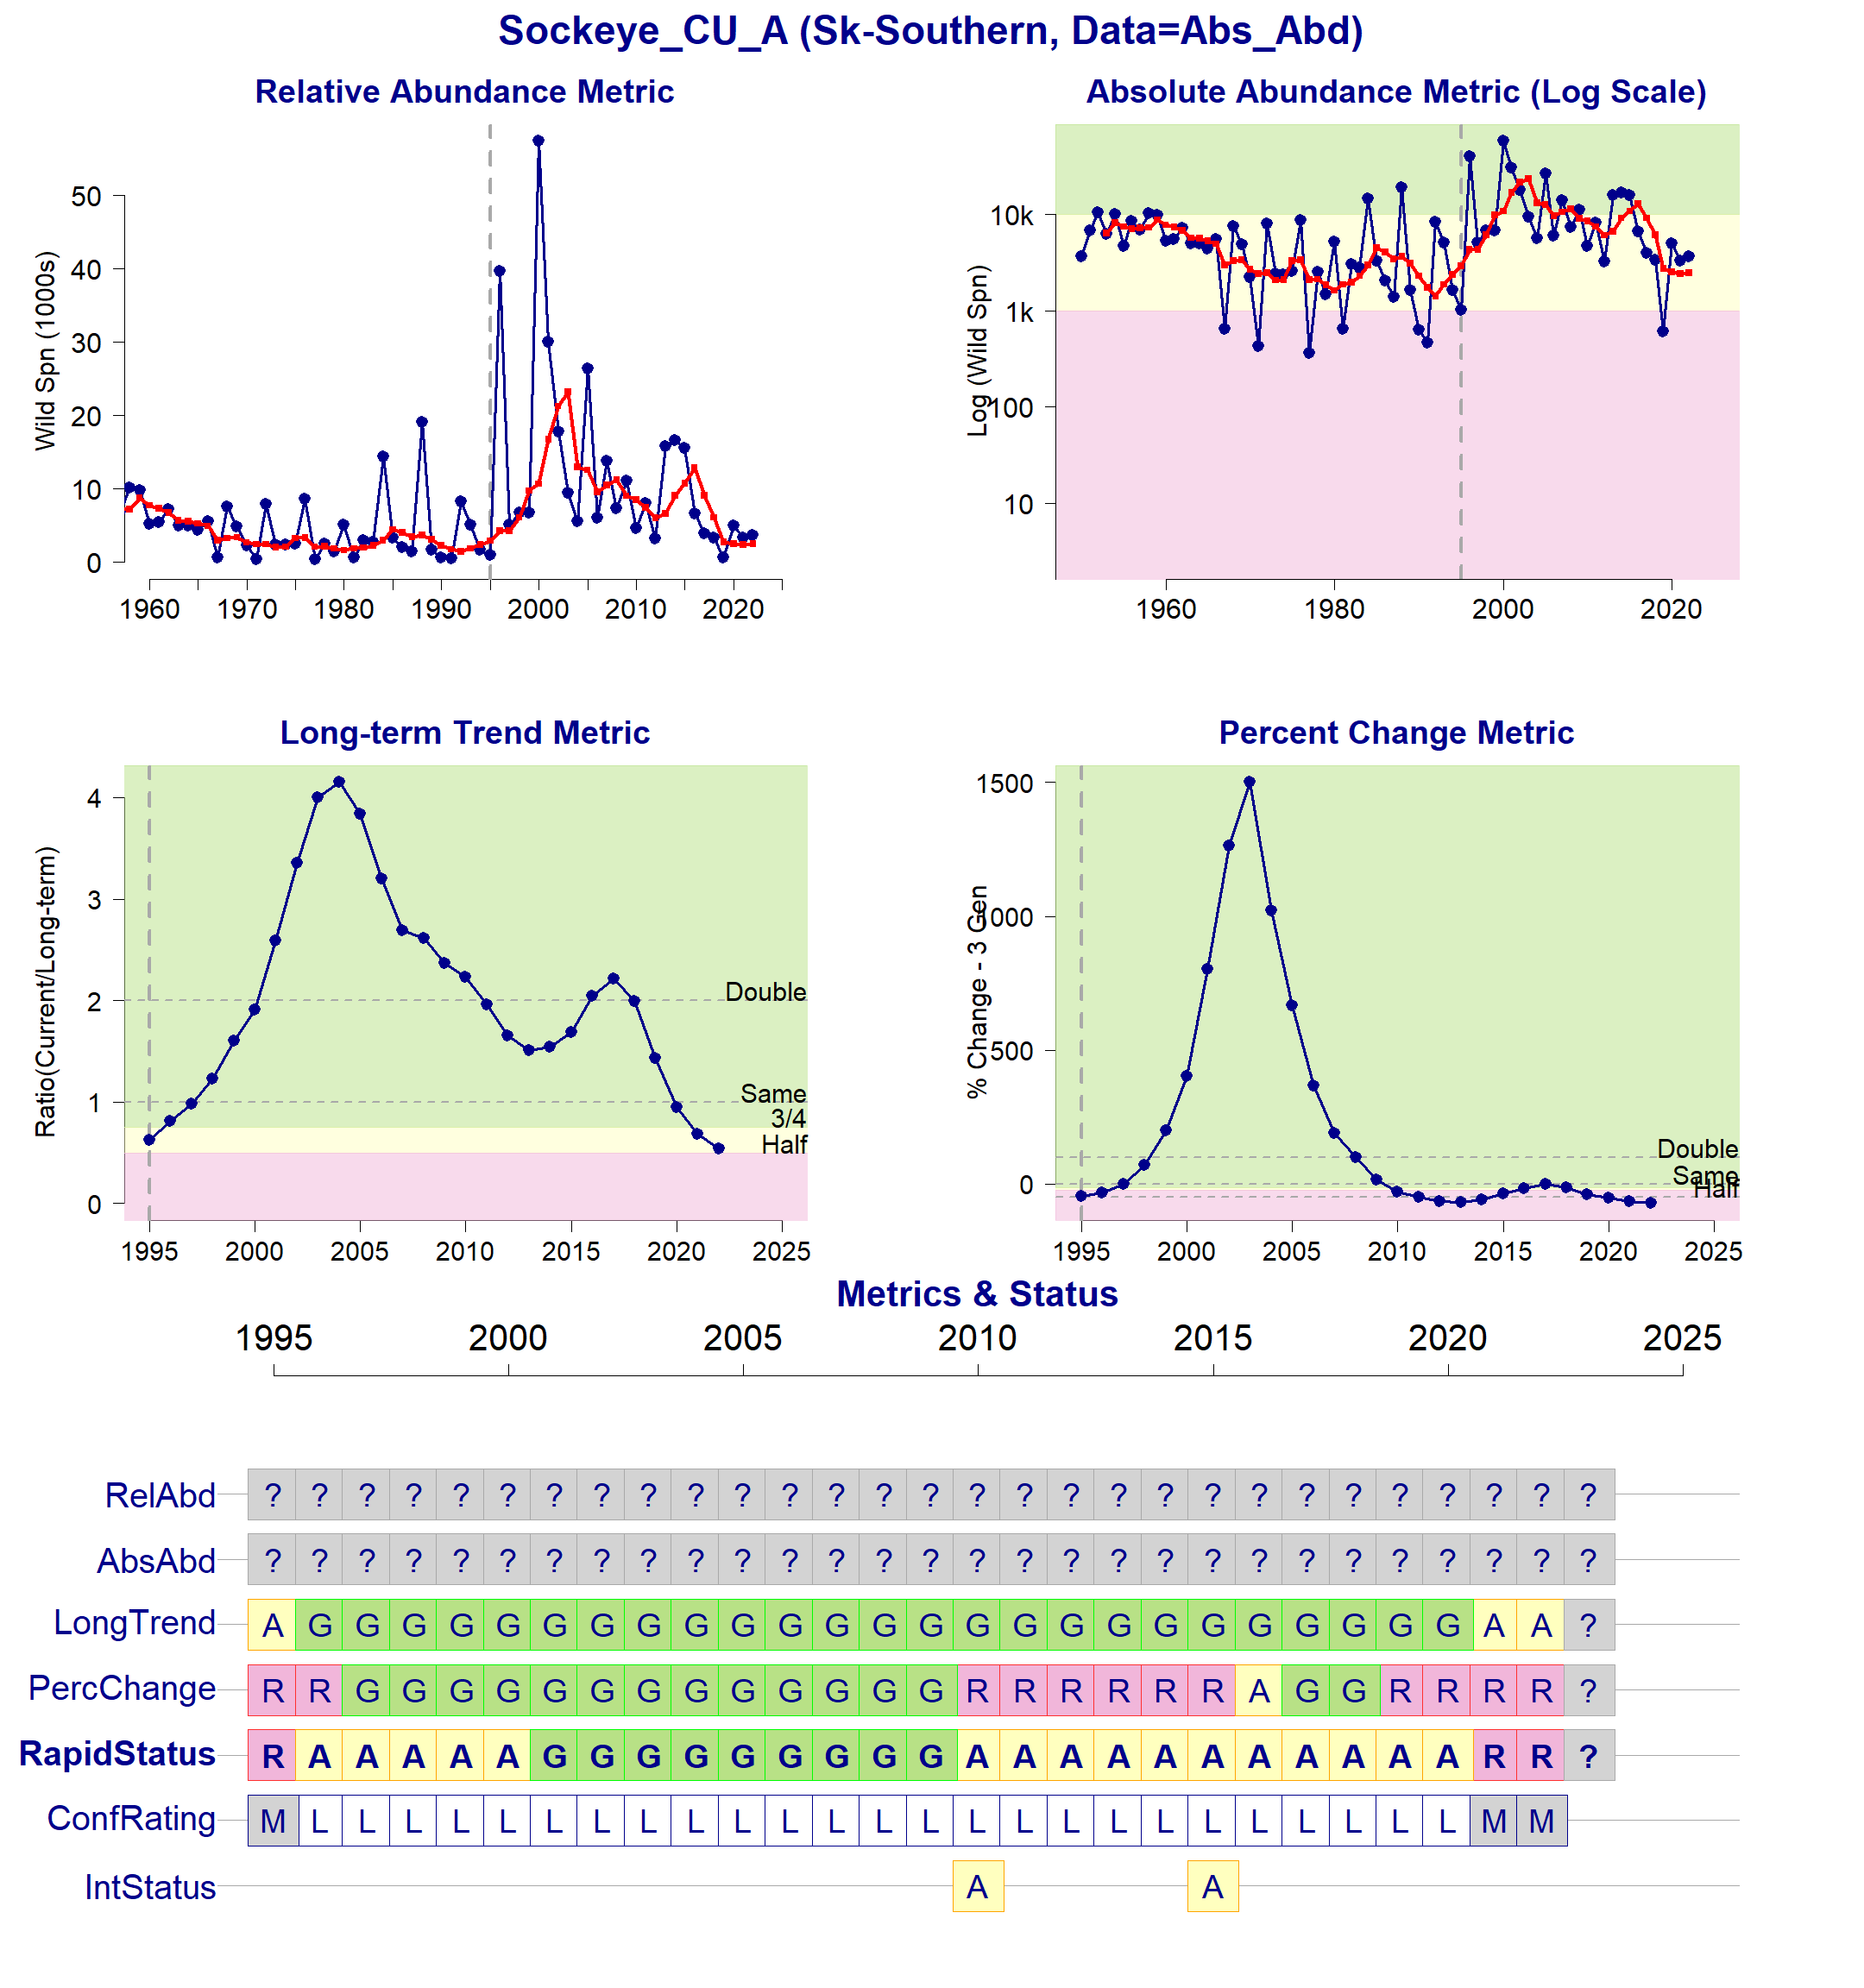 Sockeye_CU_A (Sk-Southern, Data=Abs_Abd)
Relative Abundance Metric
Wild Spn (1000s)
50
40
30
20
10
0
1960 1970 1980 1990 2000 2010 2020
Absolute Abundance Metric (Log Scale)
Log (Wild Spn)
10k
1k
100
10
1960 1980 2000 2020
Long-term Trend Metric
Ratio(Current/Long-term)
4
3
2
1
0
Double
Same
3/4
Half
1995 2000 2005 2010 2015 2020 2025
Percent Change Metric
% Change - 3 Gen
1500
1000
500
0
Double
Same
Half
1995 2000 2005 2010 2015 2020 2025
Metrics & Status
1995 2000 2005 2010 2015 2020 2025
RelAbd ? ? ? ? ? ? ? ? ? ? ? ? ? ? ? ? ? ? ? ? ? ? ? ? ? ? ? ? ?
AbsAbd ? ? ? ? ? ? ? ? ? ? ? ? ? ? ? ? ? ? ? ? ? ? ? ? ? ? ? ? ?
LongTrend A G G G G G G G G G G G G G G G G G G G G G G G G G A A ?
PercChange R R G G G G G G G G G G G G G R R R R R R A G G R R R R ?
RapidStatus R A A A A A G G G G G G G G G A A A A A A A A A A A R R ?
ConfRating M L L L L L L L L L L L L L L L L L L L L L L L L L M M
IntStatus A A